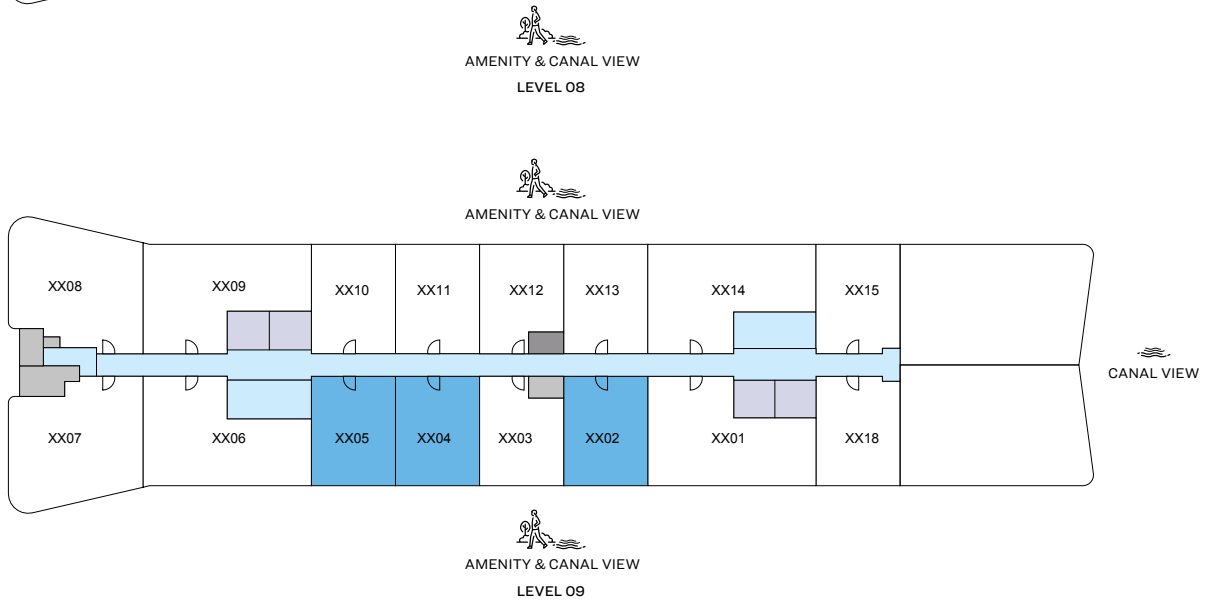 AMENITY & CANAL VIEW
LEVEL 08
AMENITY & CANAL VIEW
XX08
XX09
XX10
XX11
XX12
XX13
XX14
XX15
CANAL VIEW
XX07
XX06
XX05
XX04
XX03
XX02
XX01
XX18
AMENITY & CANAL VIEW
LEVEL 09